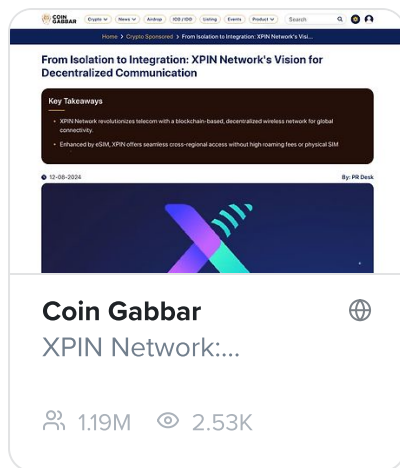 COIN GABBAR
Crypto News Airdrop ICO / IDO Listing Events Product Search
Home > Crypto Sponsored > From Isolation to Integration: XPIN Network's Visi...
From Isolation to Integration: XPIN Network's Vision for
Decentralized Communication
Key Takeaways
• XPIN Network revolutionizes telecom with a blockchain-based, decentralized wireless network for global
connectivity.
• Enhanced by eSIM, XPIN offers seamless cross-regional access without high roaming fees or physical SIM
12-08-2024 By: PR Desk
Coin Gabbar
XPIN Network:...
1.19M 2.53K